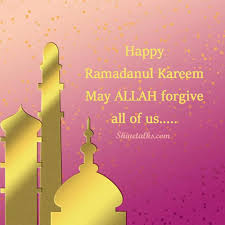 Happy
Ramadanul Kareem
May ALLAH forgive
all of us.....
Shinetalks.com